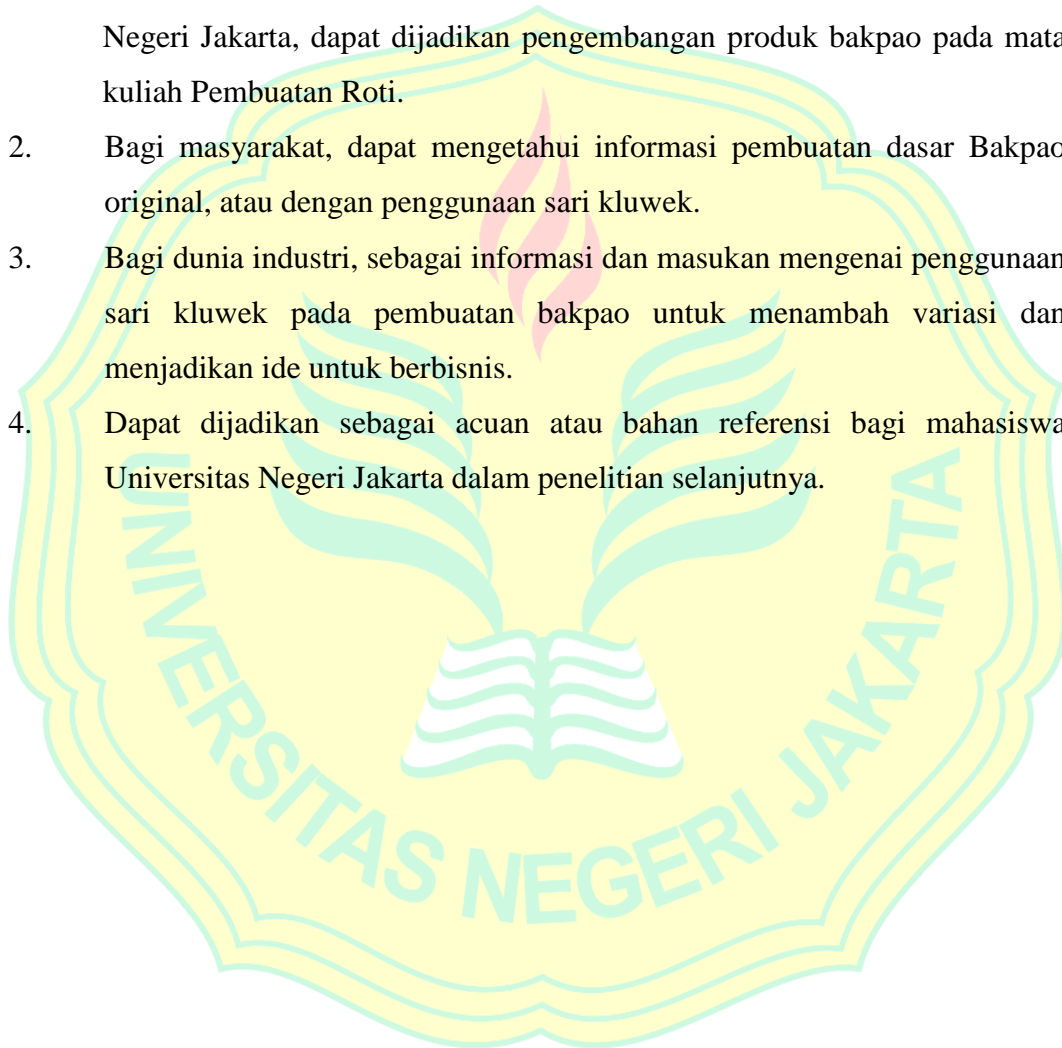 Negeri Jakarta, dapat dijadikan pengembangan produk bakpao pada mata
kuliah Pembuatan Roti.
2. Bagi masyarakat, dapat mengetahui informasi pembuatan dasar Bakpao
original, atau dengan penggunaan sari kluwek.
3. Bagi dunia industri, sebagai informasi dan masukan mengenai penggunaan
sari kluwek pada pembuatan bakpao untuk menambah variasi dan
menjadikan ide untuk berbisnis.
4. Dapat dijadikan sebagai acuan atau bahan referensi bagi mahasiswa
Universitas Negeri Jakarta dalam penelitian selanjutnya.
UNIVERSITAS NEGERI JAKARTA